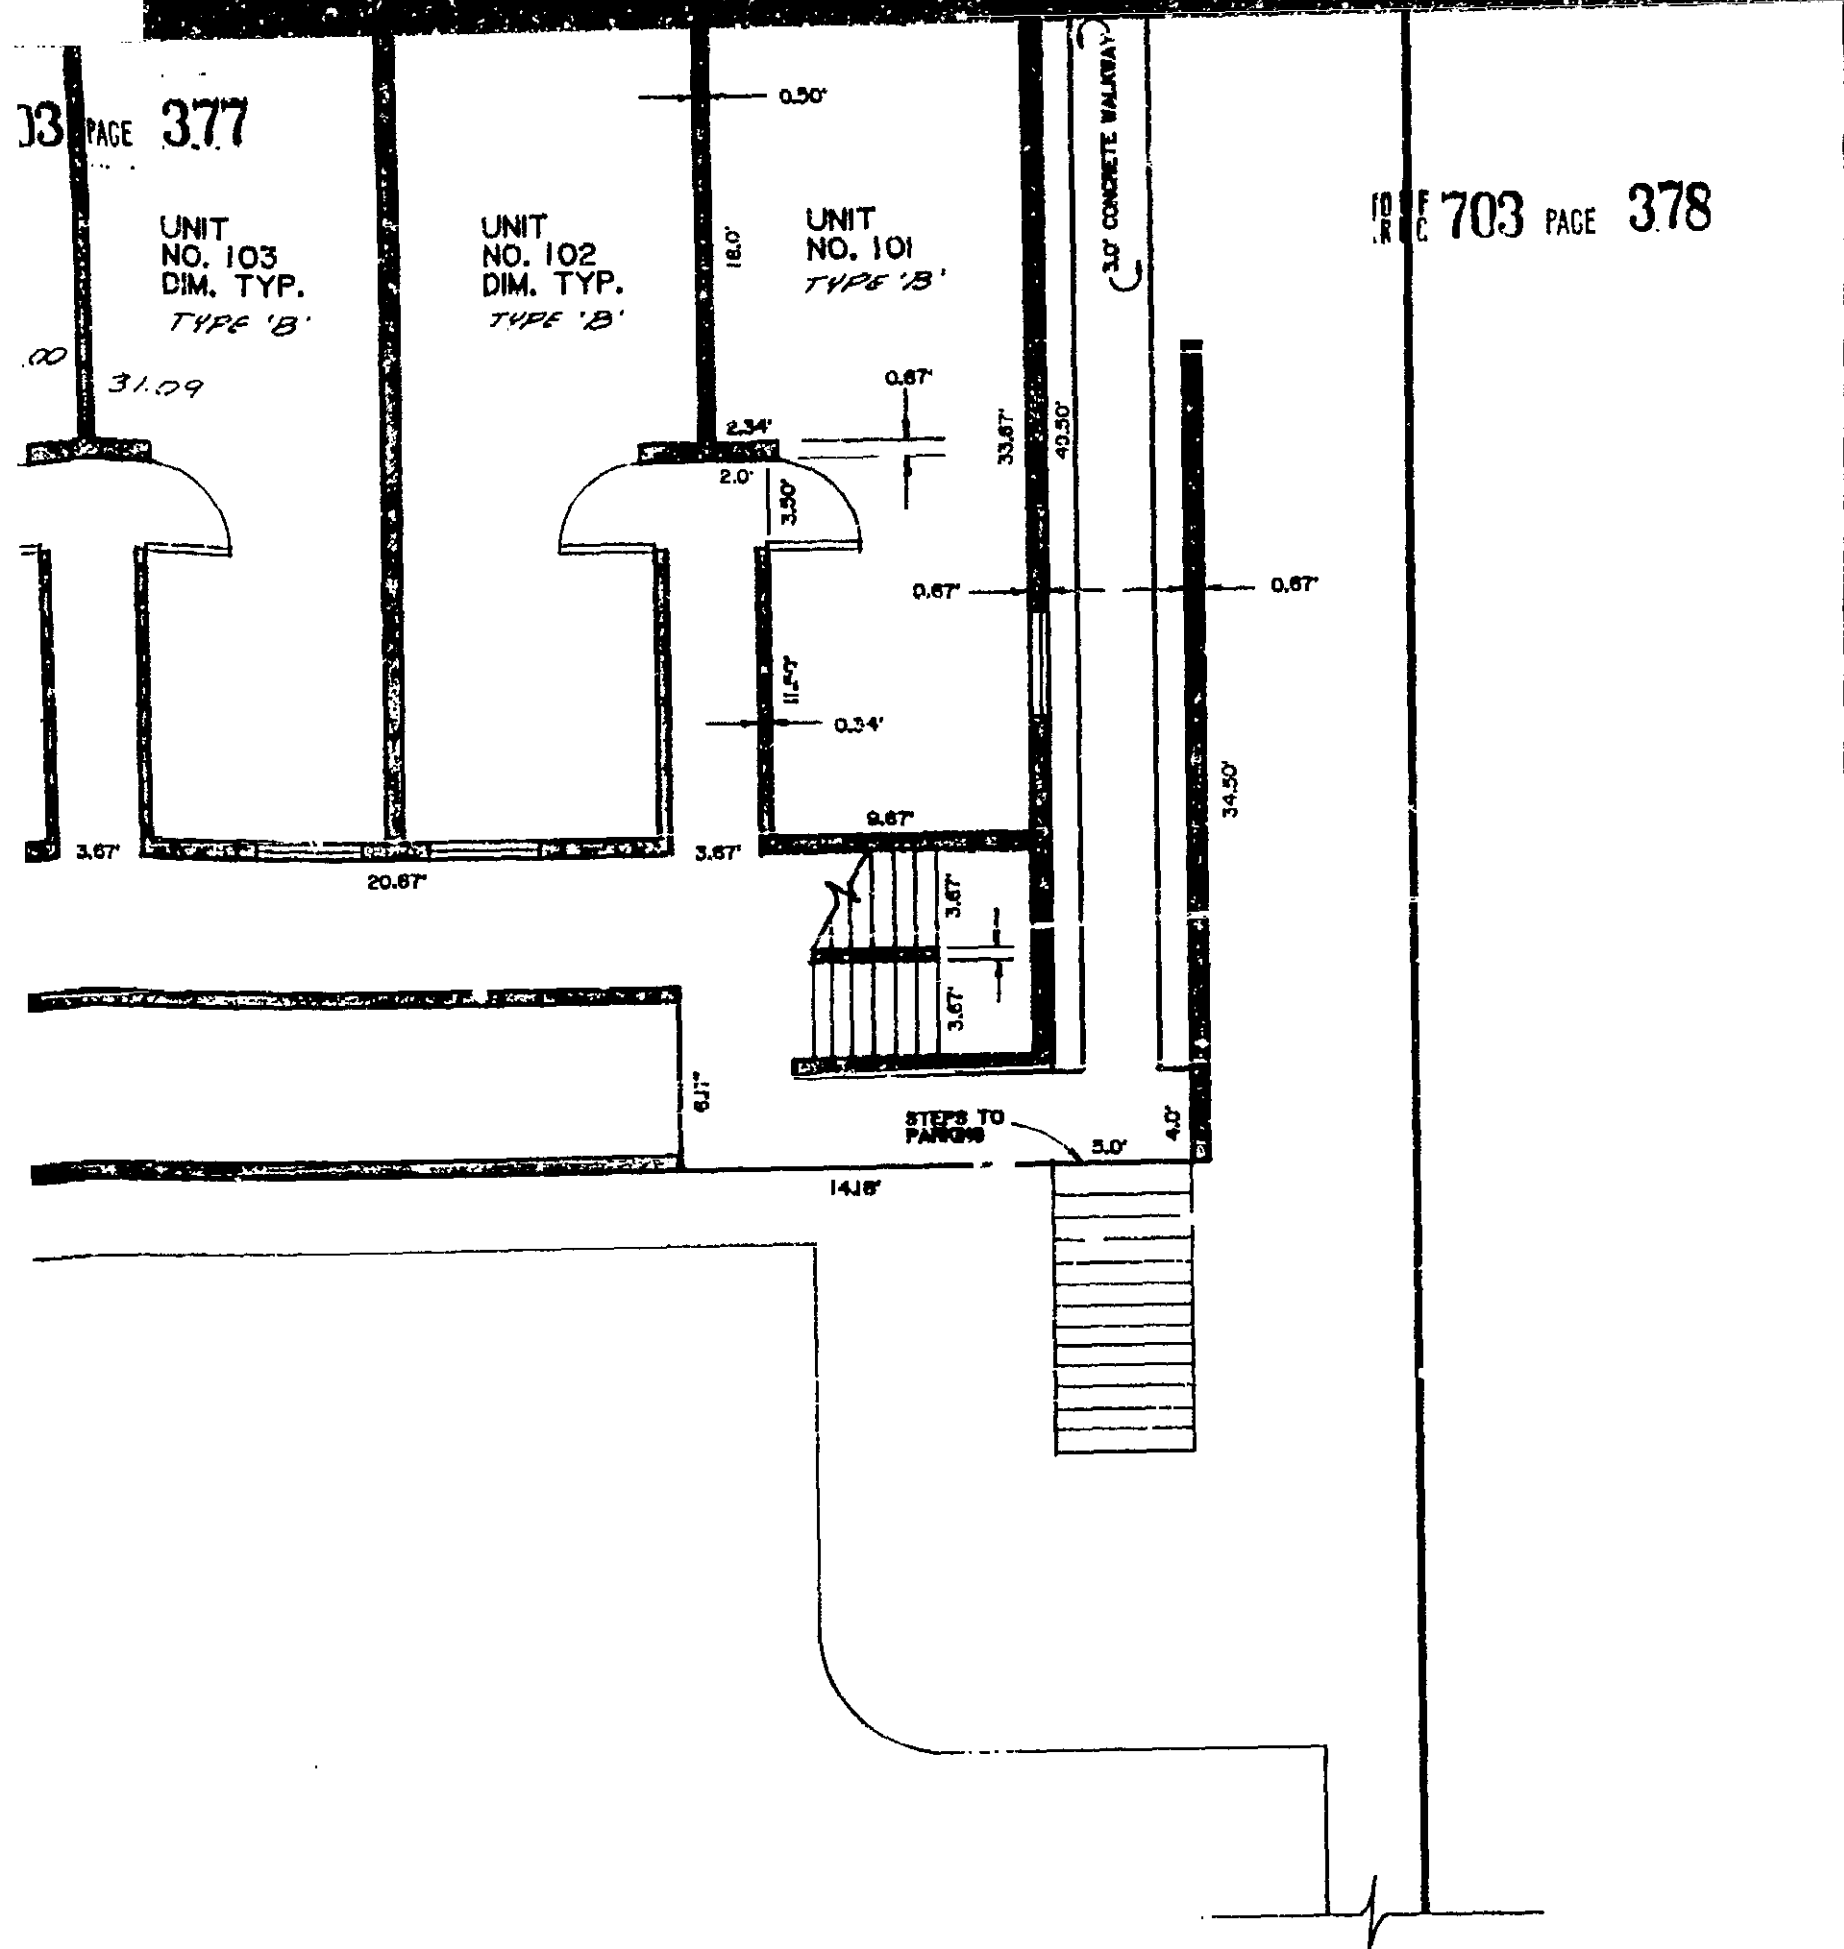 PAGE 377
703 PAGE 378
0.50'
3.0' CONCRETE WALKWAY
UNIT
NO. 103
DIM. TYP.
TYPE 'B'
UNIT
NO. 102
DIM. TYP.
TYPE 'B'
18.0'
UNIT
NO. 101
TYPE 'B'
.00
31.09
0.67'
2.34'
33.67'
40.50'
2.0'
3.50'
0.67'
0.67'
0.34'
34.50'
9.67'
3.67'
20.67'
3.67'
3.67'
3.67'
STEPS TO
PARKING
5.0'
4.0'
14.18'